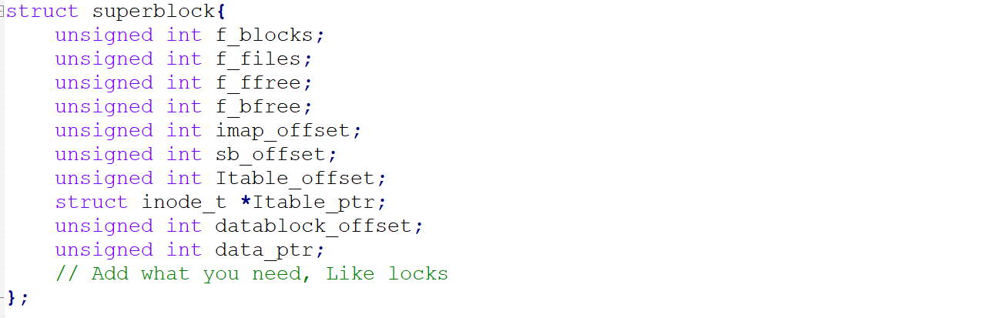 struct superblock{
unsigned int f_blocks;
unsigned int f_files;
unsigned int f_ffree;
unsigned int f_bfree;
unsigned int imap_offset;
unsigned int sb_offset;
unsigned int Itable_offset;
struct inode_t *Itable_ptr;
unsigned int datablock_offset;
unsigned int data_ptr;
// Add what you need, Like locks
};